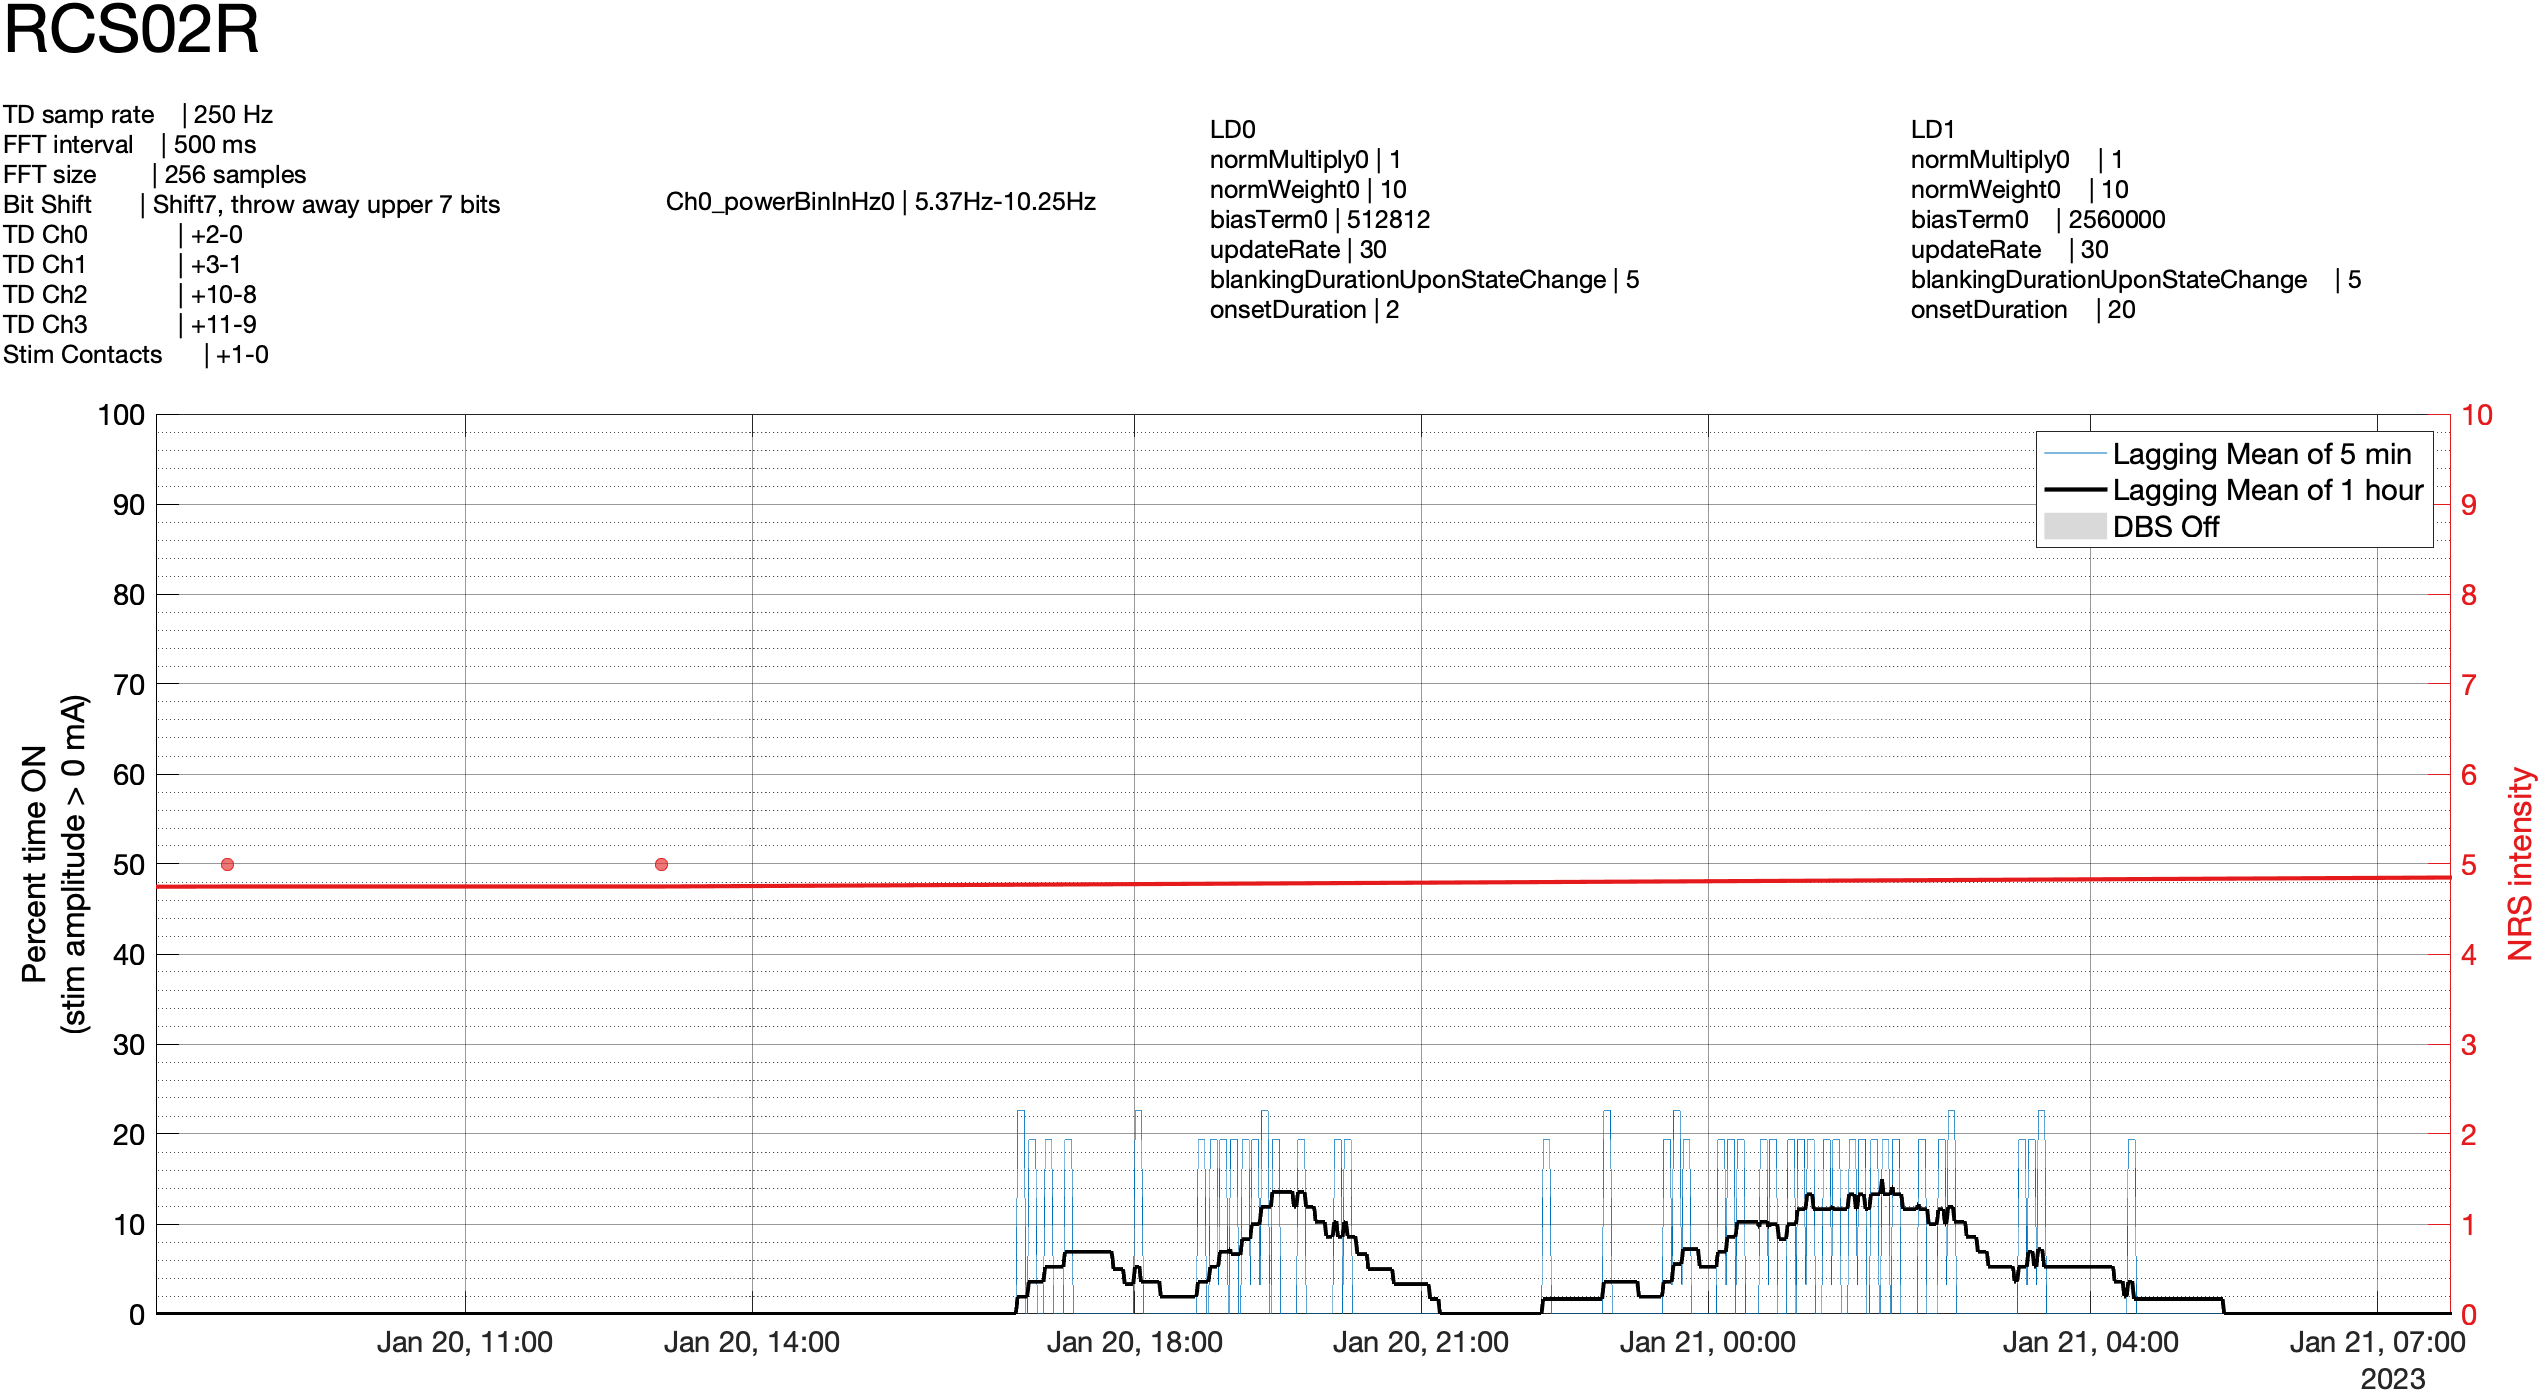 RCS02R
TD samp rate | 250 Hz
FFT interval | 500 ms
FFT size | 256 samples
Bit Shift | Shift7, throw away upper 7 bits
TD Ch0 | +2-0
TD Ch1 | +3-1
TD Ch2 | +10-8
TD Ch3 | +11-9
Stim Contacts | +1-0
Ch0_powerBinInHz0 | 5.37Hz-10.25Hz
LD0
normMultiply0 | 1
normWeight0 | 10
biasTerm0 | 512812
updateRate | 30
blankingDurationUponStateChange | 5
onsetDuration | 2
LD1
normMultiply0 | 1
normWeight0 | 10
biasTerm0 | 2560000
updateRate | 30
blankingDurationUponStateChange | 5
onsetDuration | 20
Percent time ON
(stim amplitude > 0 mA)
100
90
80
70
60
50
40
30
20
10
0
Lagging Mean of 5 min
Lagging Mean of 1 hour
DBS Off
10
9
8
7
6
5
4
3
2
1
0
NRS intensity
Jan 20, 11:00
Jan 20, 14:00
Jan 20, 18:00
Jan 20, 21:00
Jan 21, 00:00
Jan 21, 04:00
Jan 21, 07:00
2023